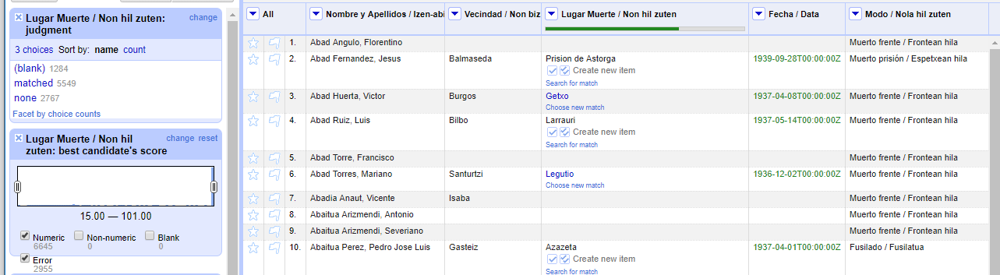 Lugar Muerte / Non hil zuten: change
judgment
3 choices Sort by: name count
(blank) 1284
matched 5549
none 2767
Facet by choice counts
Lugar Muerte / Non hil change reset
zuten: best candidate's score
15.00 — 101.00
Numeric Non-numeric Blank
6645 0 0
Error
2955
All Nombre y Apellidos / Izen-abi Vecindad / Non biz Lugar Muerte / Non hil zuten Fecha / Data Modo / Nola hil zuten
1. Abad Angulo, Florentino Muerto frente / Frontean hila
2. Abad Fernandez, Jesus Balmaseda Prision de Astorga 1939-09-28T00:00:00Z Muerto prisión / Espetxean hila
Create new item
Search for match
3. Abad Huerta, Victor Burgos Getxo 1937-04-08T00:00:00Z Muerto frente / Frontean hila
Choose new match
4. Abad Ruiz, Luis Bilbo Larrauri 1937-05-14T00:00:00Z Muerto frente / Frontean hila
Create new item
Search for match
5. Abad Torre, Francisco Muerto frente / Frontean hila
6. Abad Torres, Mariano Santurtzi Legutio 1936-12-02T00:00:00Z Muerto frente / Frontean hila
Choose new match
7. Abadia Anaut, Vicente Isaba Muerto frente / Frontean hila
8. Abaitua Arizmendi, Antonio Muerto frente / Frontean hila
9. Abaitua Arizmendi, Severiano Muerto frente / Frontean hila
10. Abaitua Perez, Pedro Jose Luis Gasteiz Azazeta 1937-04-01T00:00:00Z Fusilado / Fusilatua
Create new item
Search for match